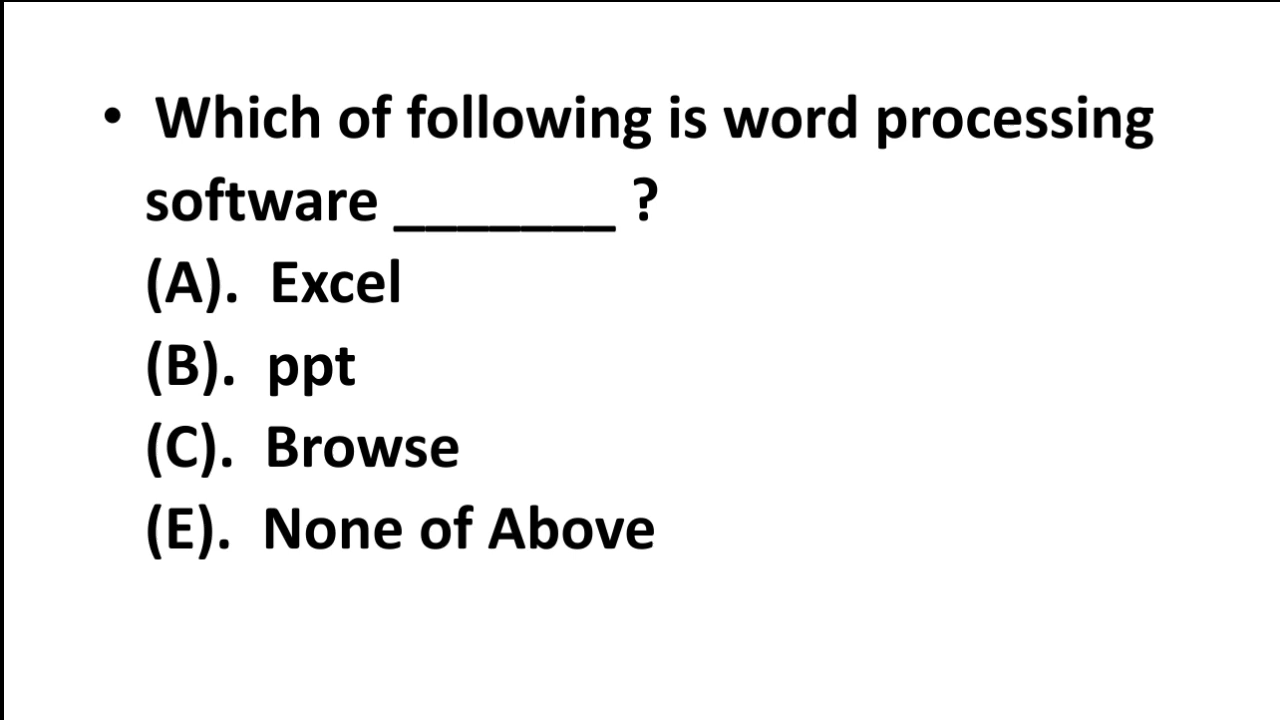 • Which of following is word processing
software _______ ?
(A). Excel
(B). ppt
(C). Browse
(E). None of Above